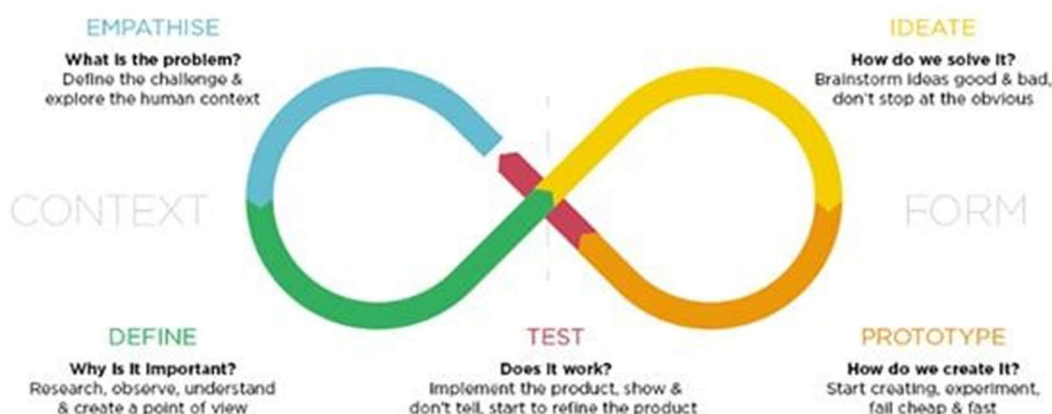 EMPATHISE
What is the problem?
Define the challenge &
explore the human context
IDEATE
How do we solve it?
Brainstorm ideas good & bad,
don't stop at the obvious
CONTEXT
FORM
DEFINE
Why is it important?
Research, observe, understand
& create a point of view
TEST
Does it work?
Implement the product, show &
don't tell, start to refine the product
PROTOTYPE
How do we create it?
Start creating, experiment,
fail cheap & fast